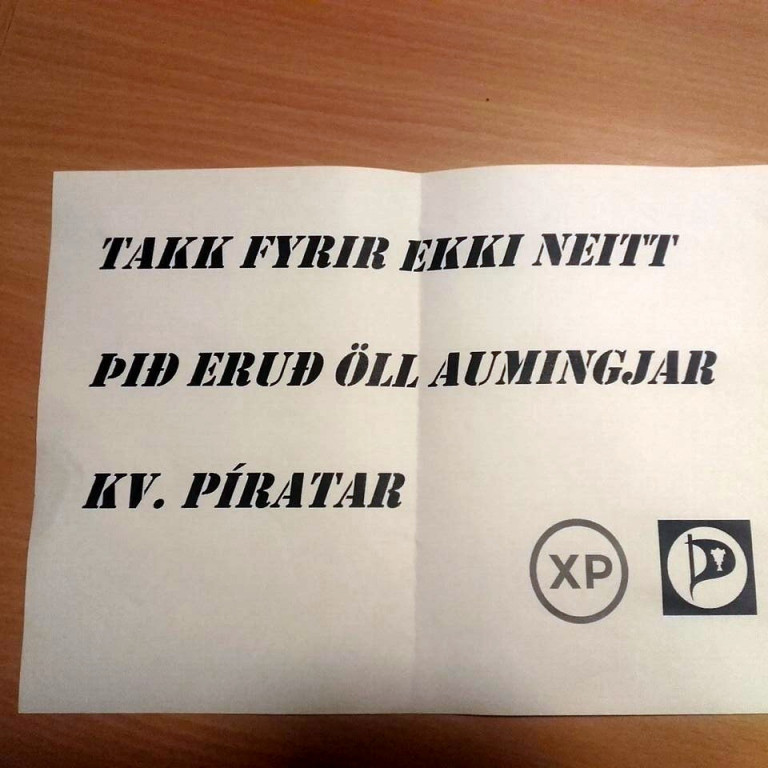 TAKK FYRIR EKKI NEITT
ÞIÐ ERUÐ ÖLL AUMINGJAR
KV. PÍRATAR
XP